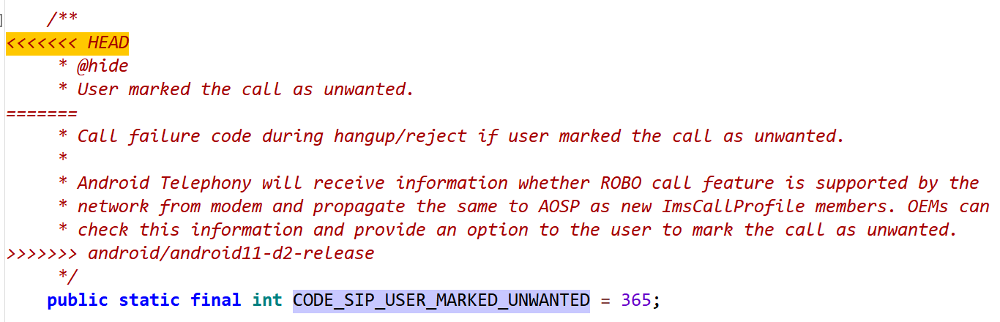 /**
<<<<<<< HEAD
* @hide
* User marked the call as unwanted.
=======
* Call failure code during hangup/reject if user marked the call as unwanted.
*
* Android Telephony will receive information whether ROBO call feature is supported by the
* network from modem and propagate the same to AOSP as new ImsCallProfile members. OEMs can
* check this information and provide an option to the user to mark the call as unwanted.
>>>>>>> android/android11-d2-release
*/
public static final int CODE_SIP_USER_MARKED_UNWANTED = 365;